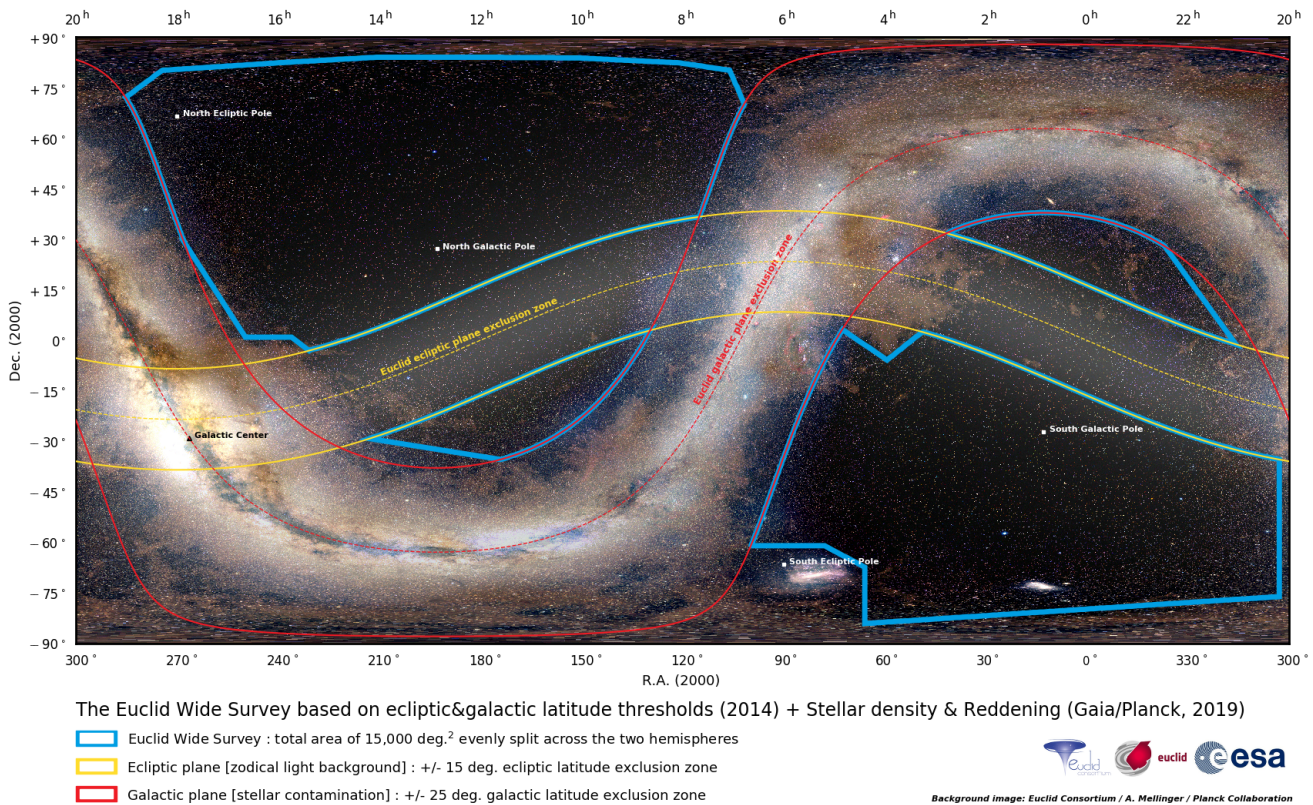 20ʰ 18ʰ 16ʰ 14ʰ 12ʰ 10ʰ 8ʰ 6ʰ 4ʰ 2ʰ 0ʰ 22ʰ 20ʰ
+90°
+75°
+60°
+45°
+30°
+15°
0°
−15°
−30°
−45°
−60°
−75°
−90°
Dec. (2000)
North Ecliptic Pole
North Galactic Pole
Euclid ecliptic plane exclusion zone
Euclid galactic plane exclusion zone
Galactic Center
South Galactic Pole
South Ecliptic Pole
300° 270° 240° 210° 180° 150° 120° 90° 60° 30° 0° 330° 300°
R.A. (2000)
The Euclid Wide Survey based on ecliptic&galactic latitude thresholds (2014) + Stellar density & Reddening (Gaia/Planck, 2019)
Euclid Wide Survey : total area of 15,000 deg.² evenly split across the two hemispheres
Ecliptic plane [zodical light background] : +/- 15 deg. ecliptic latitude exclusion zone
Galactic plane [stellar contamination] : +/- 25 deg. galactic latitude exclusion zone
euclid
consortium
euclid
esa
Background image: Euclid Consortium / A. Mellinger / Planck Collaboration